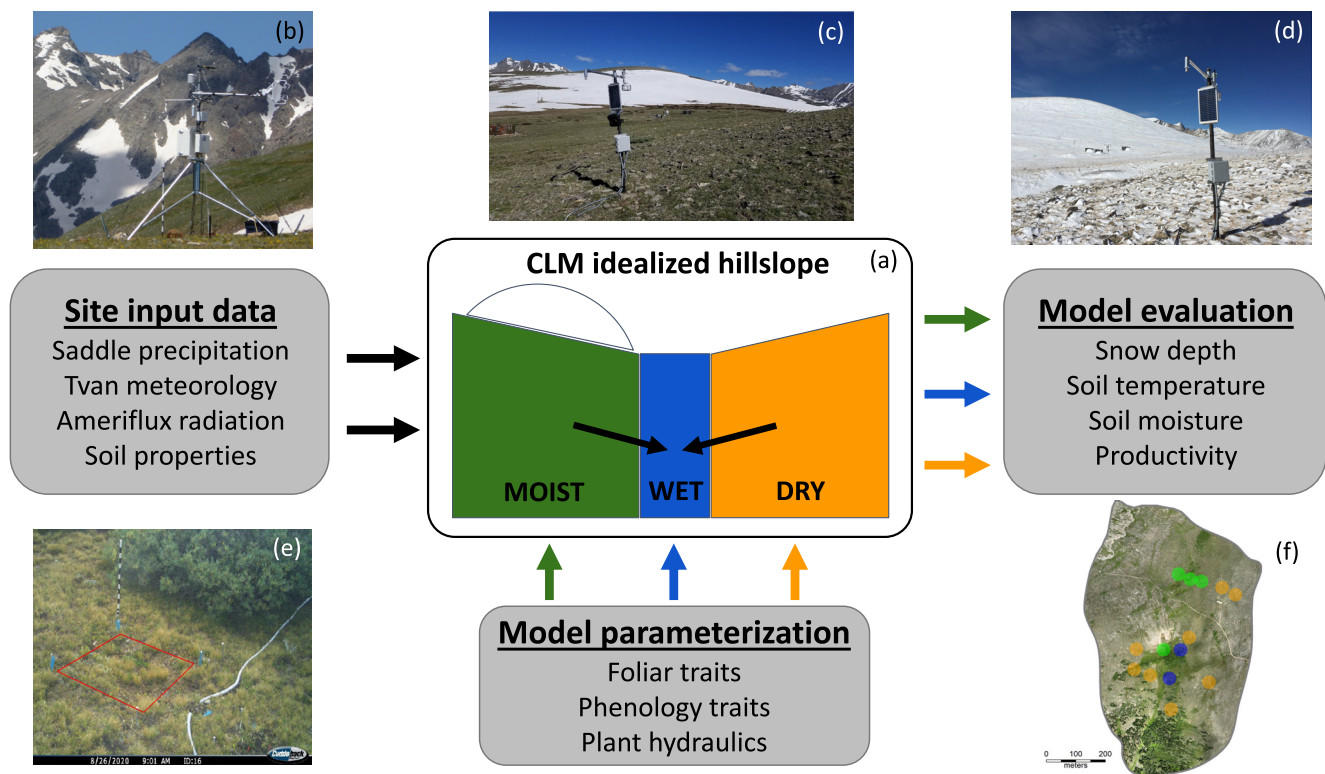 (b)
(c)
(d)
CLM idealized hillslope
(a)
MOIST
WET
DRY
Site input data
Saddle precipitation
Tvan meteorology
Ameriflux radiation
Soil properties
Model evaluation
Snow depth
Soil temperature
Soil moisture
Productivity
(e)
8/26/2020 9:01 AM ID:16
Cuddeback
Model parameterization
Foliar traits
Phenology traits
Plant hydraulics
(f)
0 100 200
meters